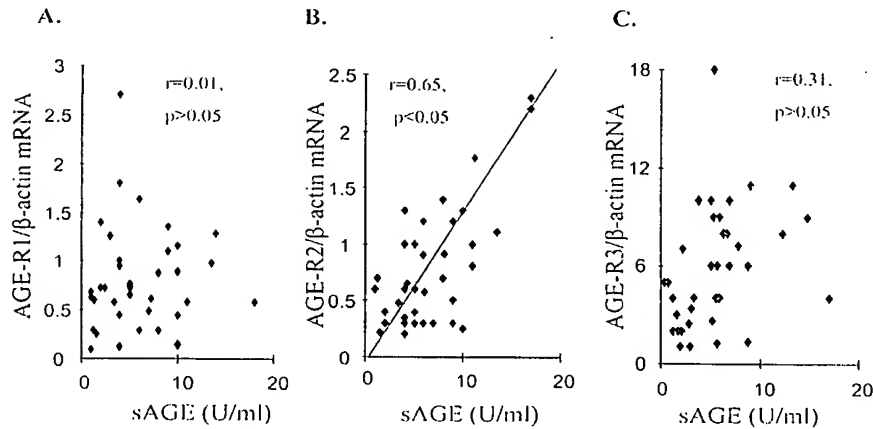 A.
r=0.01,
p>0.05
AGE-R1/β-actin mRNA
3
2.5
2
1.5
1
0.5
0
0
10
20
sAGE (U/ml)
B.
r=0.65,
p<0.05
AGE-R2/β-actin mRNA
2.5
2
1.5
1
0.5
0
0
10
20
sAGE (U/ml)
C.
r=0.31,
p>0.05
AGE-R3/β-actin mRNA
18
12
6
0
0
10
20
sAGE (U/ml)